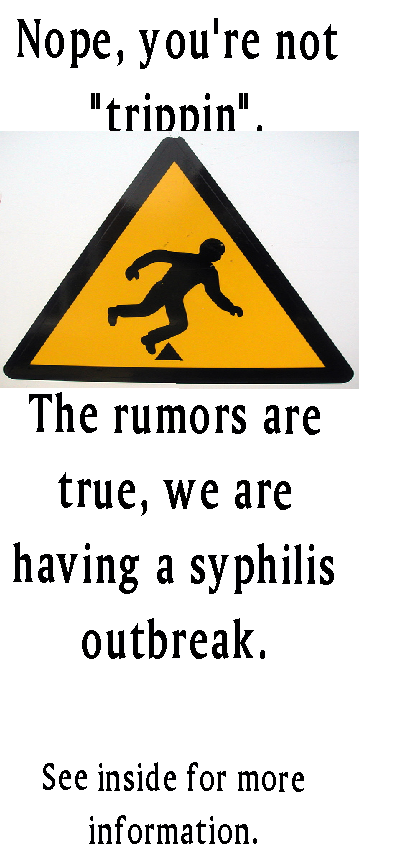 Nope, you're not
"trippin".
The rumors are
true, we are
having a syphilis
outbreak.
See inside for more
information.